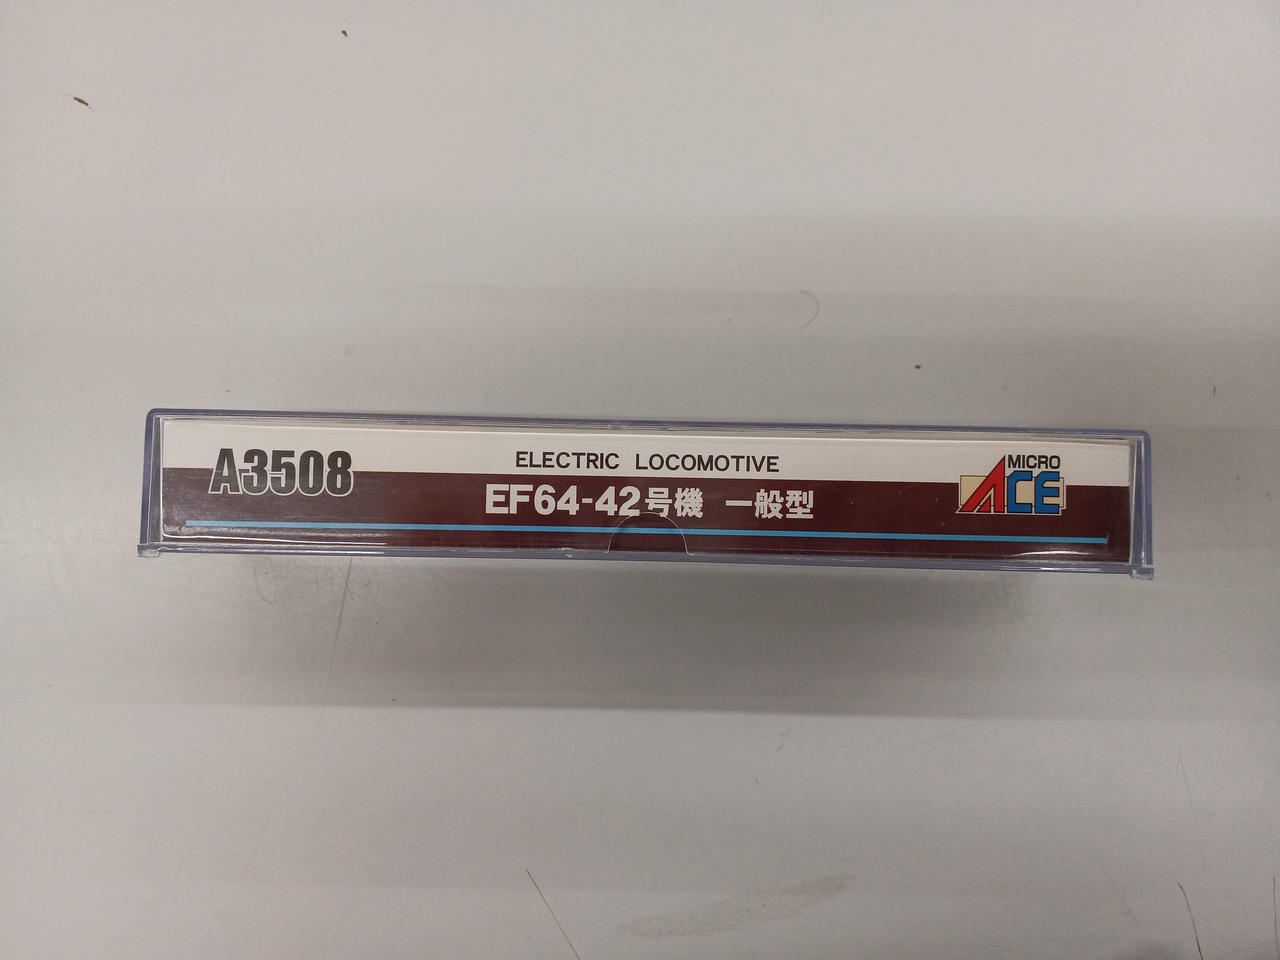 A3508
ELECTRIC LOCOMOTIVE
EF64-42号機 一般型
MICRO
ACE